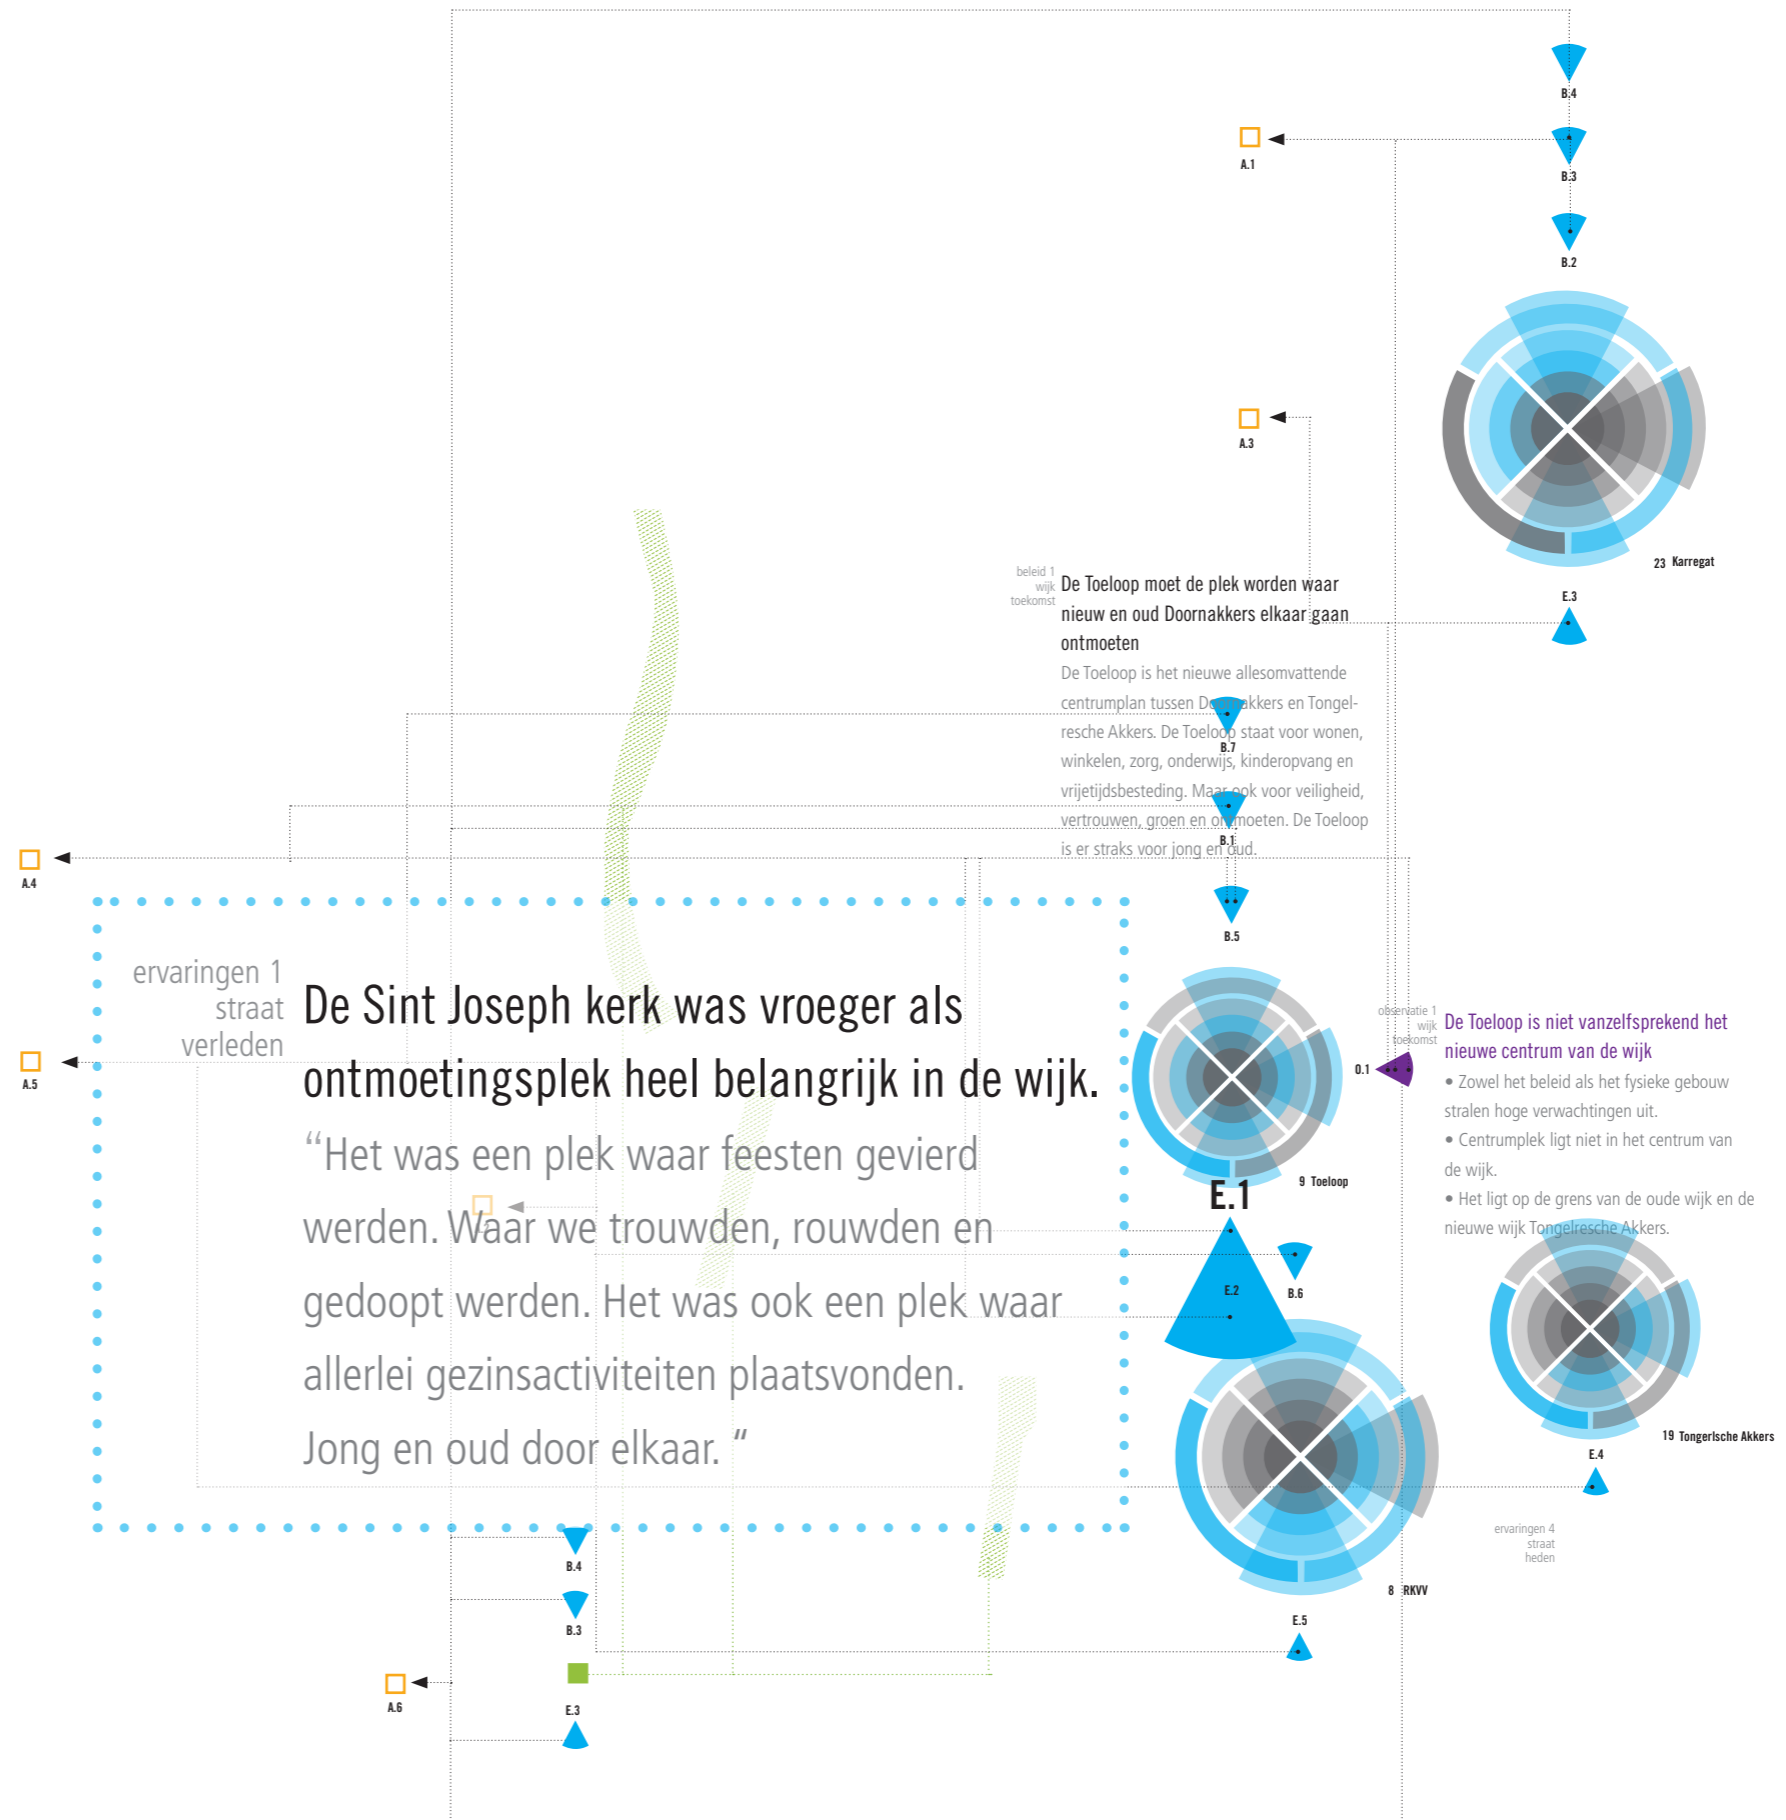 B.4
A.1
B.3
B.2
A.3
23 Karregat
E.3
beleid 1
wijk
toekomst
De Toeloop moet de plek worden waar
nieuw en oud Doornakkers elkaar gaan
ontmoeten
De Toeloop is het nieuwe allesomvattende
centrumplan tussen Doornakkers en Tongel-
resche Akkers. De Toeloop staat voor wonen,
winkelen, zorg, onderwijs, kinderopvang en
vrijetijdsbesteding. Maar ook voor veiligheid,
vertrouwen, groen en ontmoeten. De Toeloop
is er straks voor jong en oud.
B.7
B.1
A.4
B.5
ervaringen 1
straat
verleden
De Sint Joseph kerk was vroeger als
ontmoetingsplek heel belangrijk in de wijk.
“Het was een plek waar feesten gevierd
werden. Waar we trouwden, rouwden en
gedoopt werden. Het was ook een plek waar
allerlei gezinsactiviteiten plaatsvonden.
Jong en oud door elkaar. “
A.5
observatie 1
wijk
toekomst
O.1
De Toeloop is niet vanzelfsprekend het
nieuwe centrum van de wijk
• Zowel het beleid als het fysieke gebouw
stralen hoge verwachtingen uit.
• Centrumplek ligt niet in het centrum van
de wijk.
• Het ligt op de grens van de oude wijk en de
nieuwe wijk Tongelresche Akkers.
9 Toeloop
E.1
E.2
B.6
19 Tongerlsche Akkers
E.4
ervaringen 4
straat
heden
8 RKVV
E.5
B.4
B.3
A.6
E.3